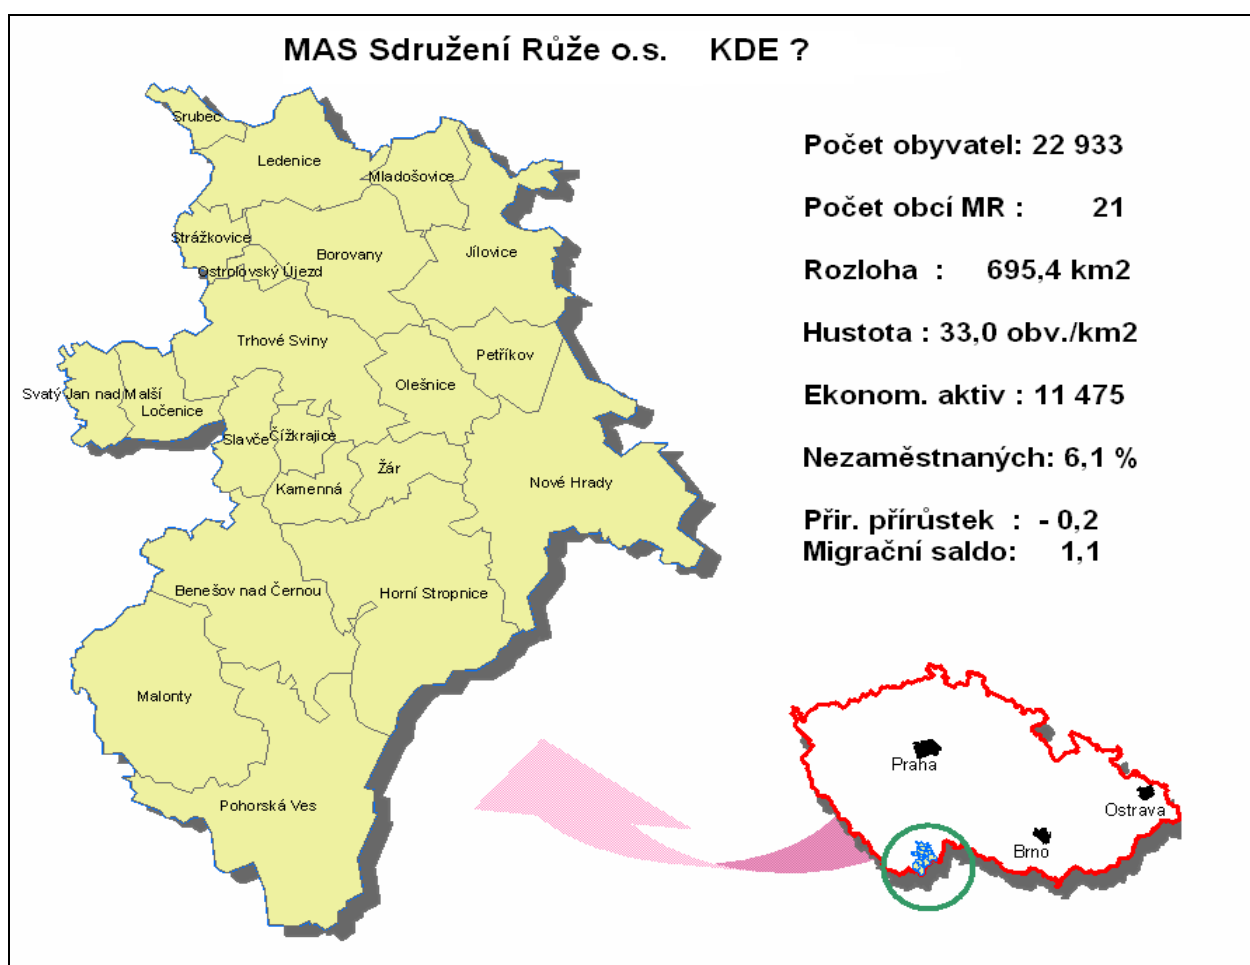 MAS Sdružení Růže o.s. KDE ?
Srubec
Ledenice
Mladošovice
Strážkovice
Borovany
Jílovice
Ostrolovský Újezd
Trhové Sviny
Petříkov
Olešnice
Svatý Jan nad Malší
Ločenice
Slavče
Čížkrajice
Žár
Kamenná
Nové Hrady
Benešov nad Černou
Horní Stropnice
Malonty
Pohorská Ves
Počet obyvatel: 22 933
Počet obcí MR : 21
Rozloha : 695,4 km2
Hustota : 33,0 obv./km2
Ekonom. aktiv : 11 475
Nezaměstnaných: 6,1 %
Přir. přírůstek : - 0,2
Migrační saldo: 1,1
Praha
Ostrava
Brno